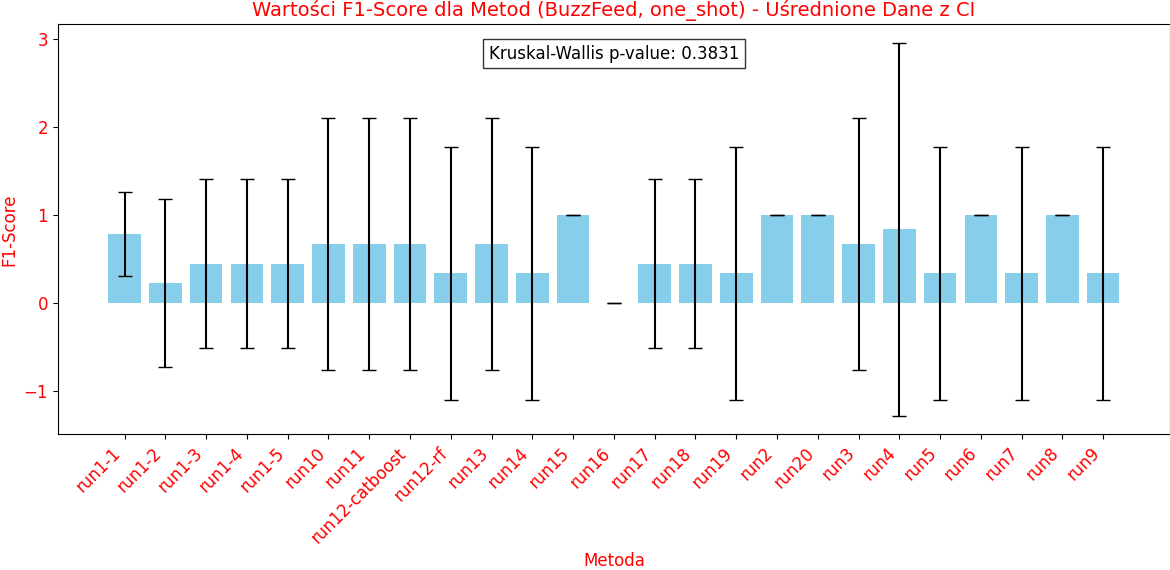 Wartości F1-Score dla Metod (BuzzFeed, one_shot) - Uśrednione Dane z CI
Kruskal-Wallis p-value: 0.3831
F1-Score
3
2
1
0
−1
run1-1
run1-2
run1-3
run1-4
run1-5
run10
run11
run12-catboost
run12-rf
run13
run14
run15
run16
run17
run18
run19
run2
run20
run3
run4
run5
run6
run7
run8
run9
Metoda